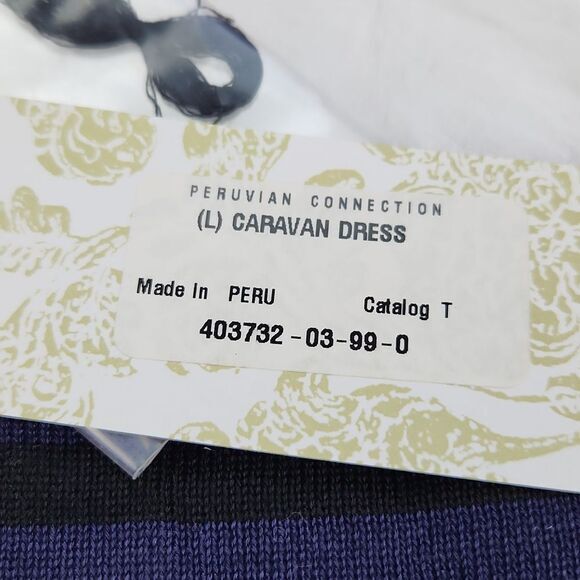 PERUVIAN CONNECTION
(L) CARAVAN DRESS
Made In PERU Catalog T
403732-03-99-0